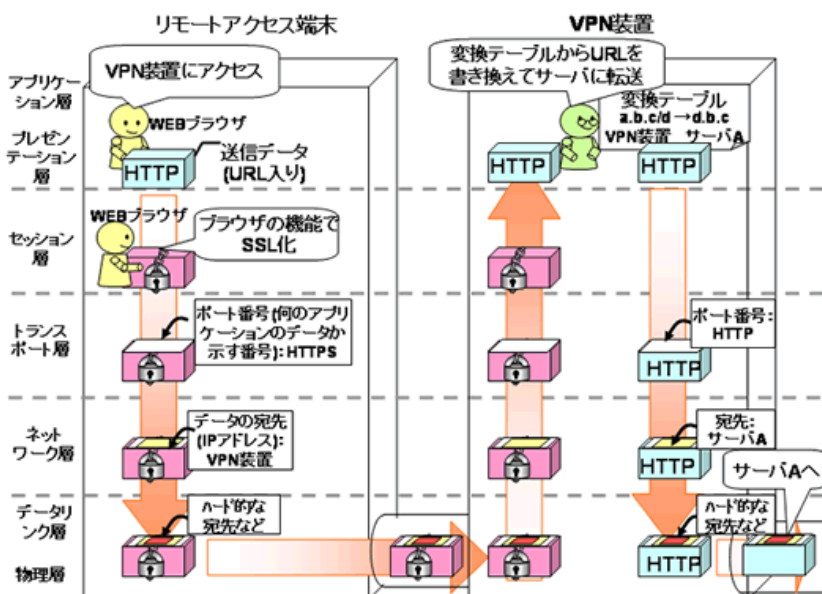 リモートアクセス端末
VPN装置
アプリケー
ション層
プレゼン
テーション
層
セッション
層
トランス
ポート層
ネット
ワーク層
データリ
ンク層
物理層
VPN装置にアクセス
WEBブラウザ
HTTP
送信データ
(URL入り)
WEBブラウザ
ブラウザの機能で
SSL化
ポート番号(何のアプリ
ケーションのデータか
示す番号):HTTPS
データの宛先
(IPアドレス):
VPN装置
ハード的な
宛先など
変換テーブルからURLを
書き換えてサーバに転送
変換テーブル
a.b.c/d→d.b.c
VPN装置 サーバA
HTTP
HTTP
ポート番号:
HTTP
HTTP
宛先:
サーバA
HTTP
サーバAへ
ハード的な
宛先など
HTTP